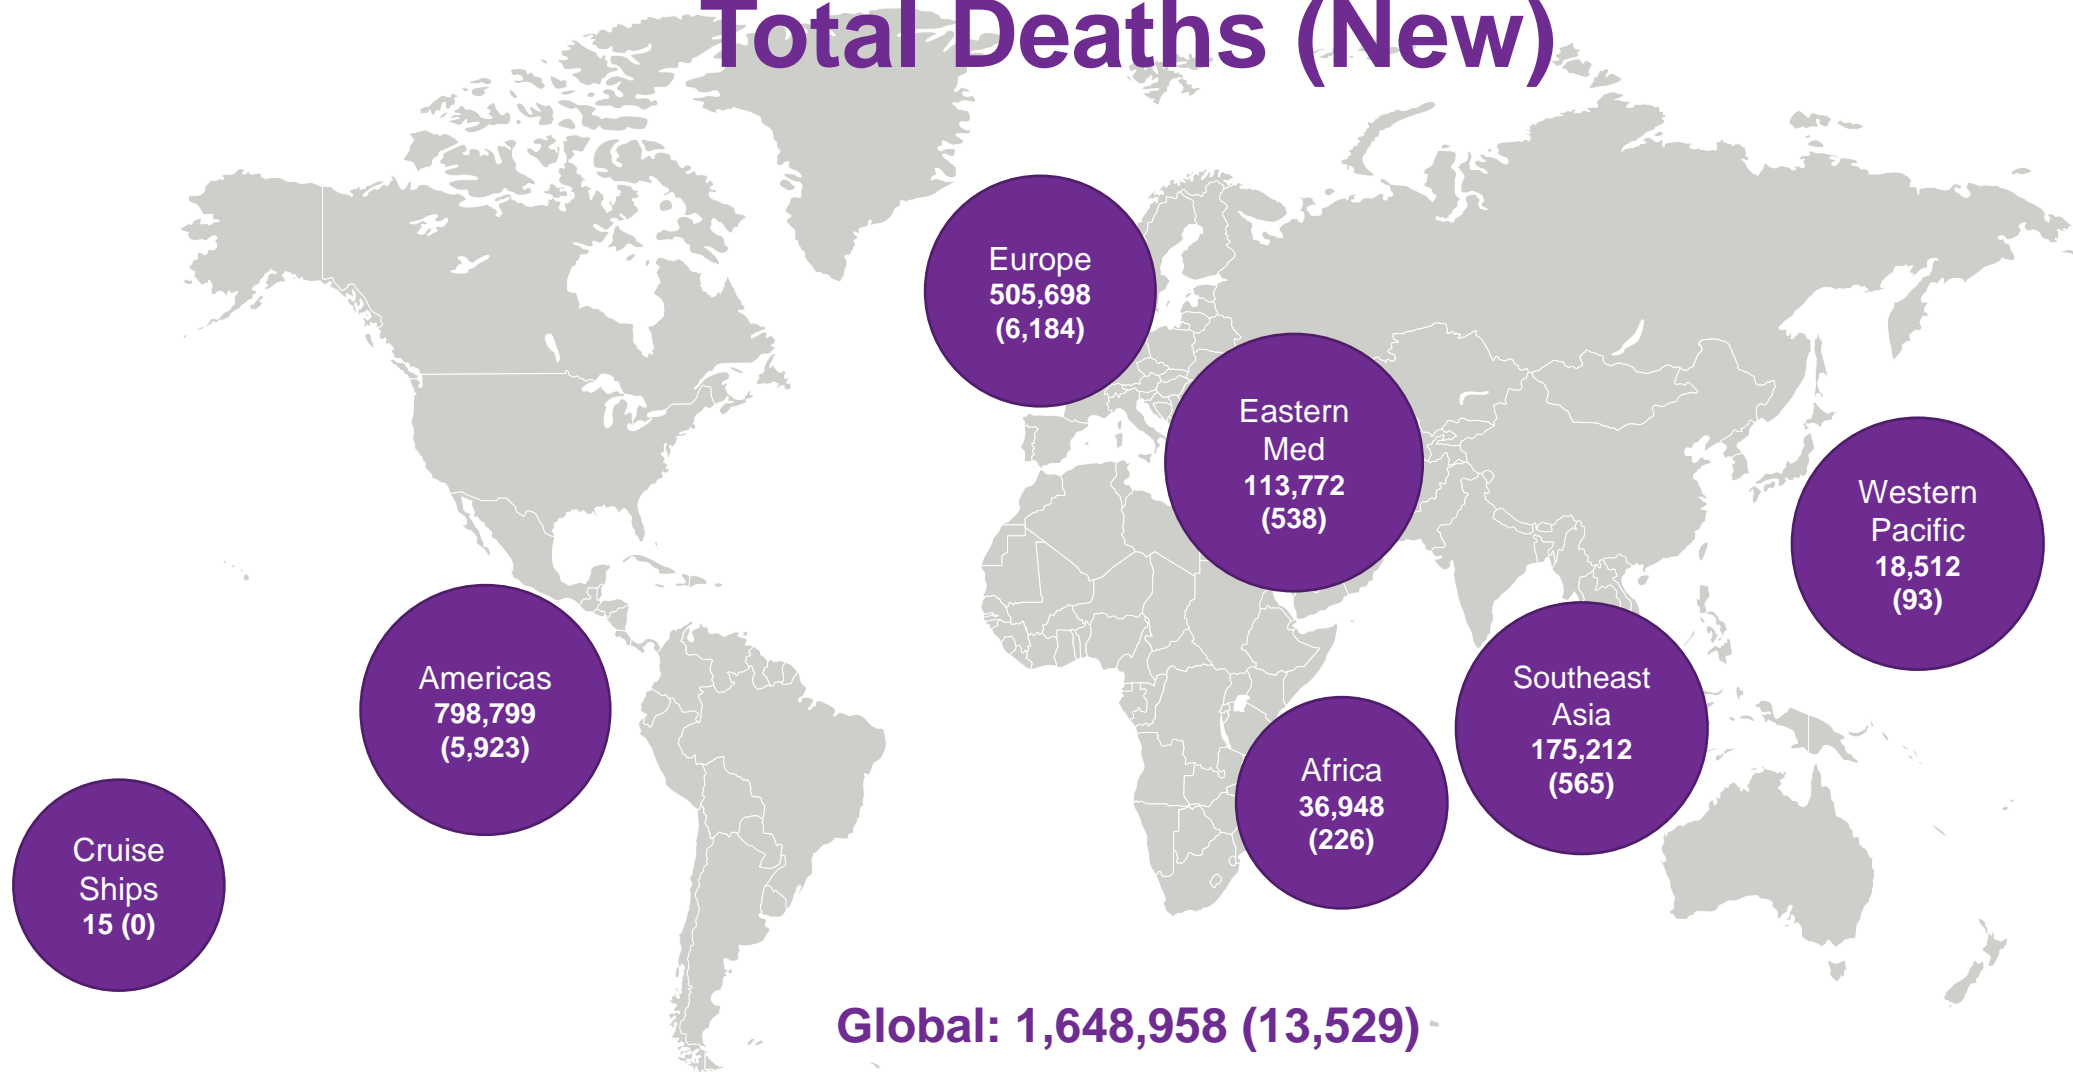 Total Deaths (New)
Europe
505,698
(6,184)
Eastern
Med
113,772
(538)
Western
Pacific
18,512
(93)
Americas
798,799
(5,923)
Southeast
Asia
175,212
(565)
Africa
36,948
(226)
Cruise
Ships
15 (0)
Global: 1,648,958 (13,529)